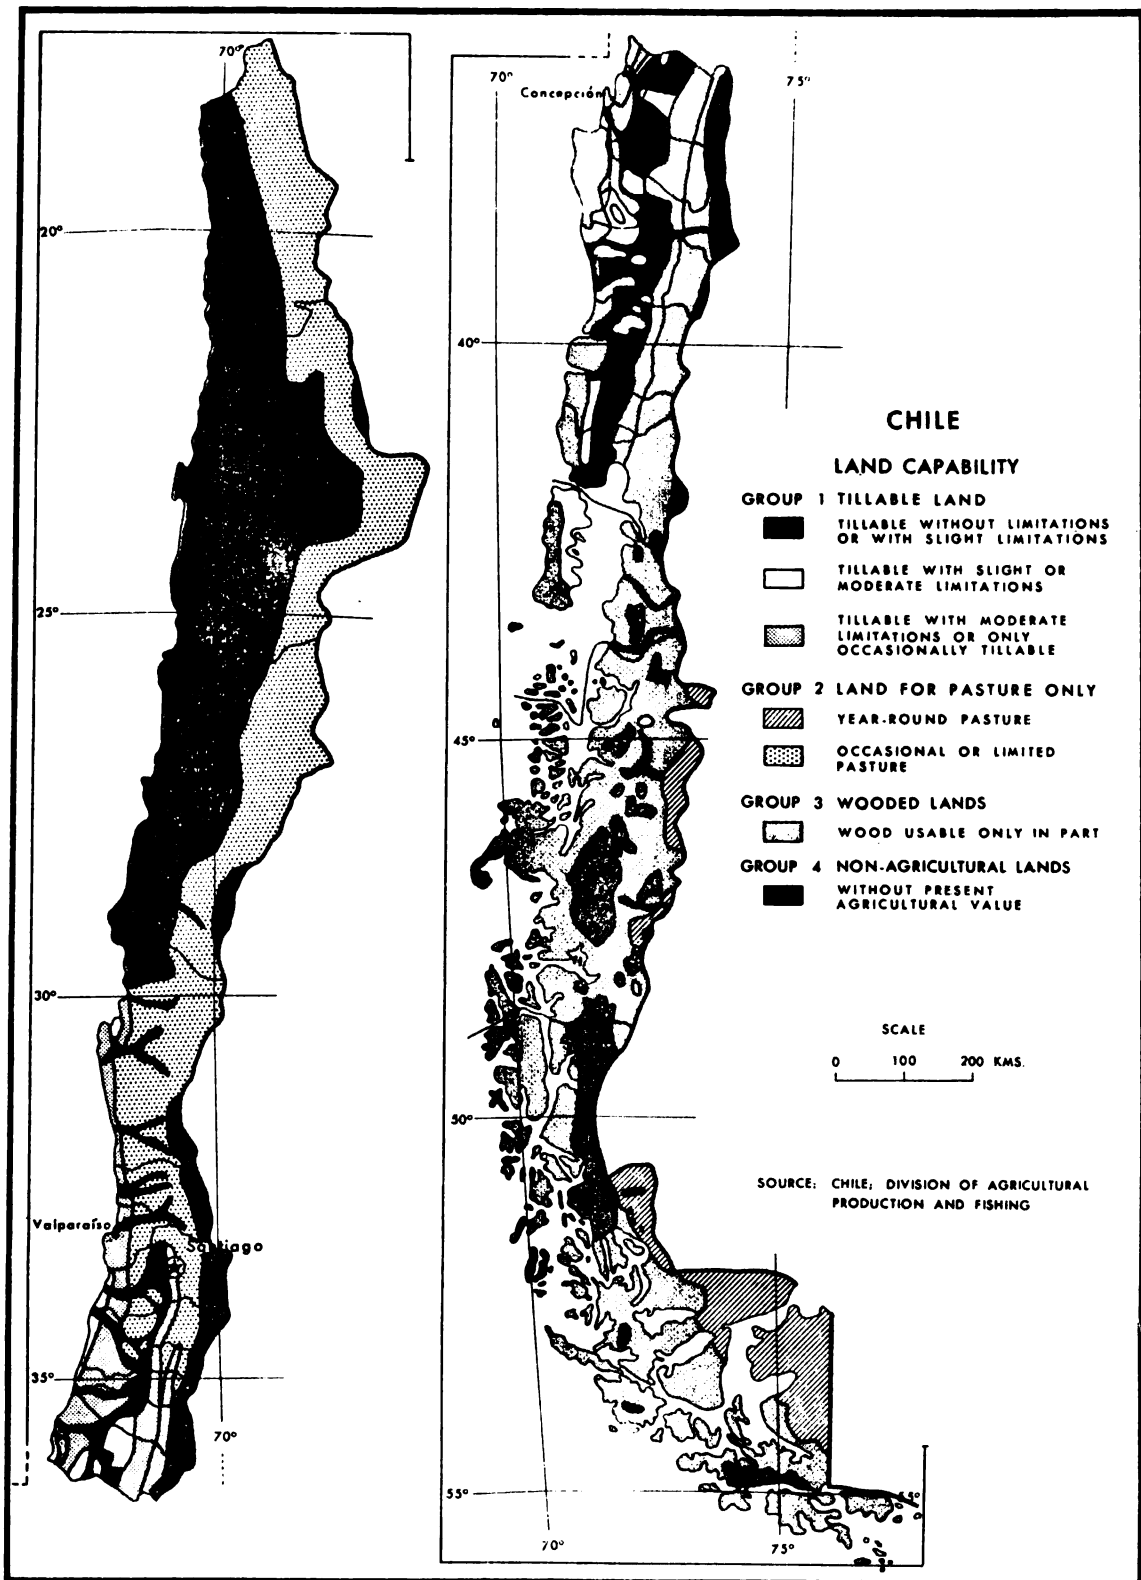 70°
20°
25°
30°
Valparaíso
Santiago
35°
70°
70°
75°
Concepción
40°
45°
50°
55°
55°
70°
75°
CHILE
LAND CAPABILITY
GROUP 1 TILLABLE LAND
TILLABLE WITHOUT LIMITATIONS
OR WITH SLIGHT LIMITATIONS
TILLABLE WITH SLIGHT OR
MODERATE LIMITATIONS
TILLABLE WITH MODERATE
LIMITATIONS OR ONLY
OCCASIONALLY TILLABLE
GROUP 2 LAND FOR PASTURE ONLY
YEAR-ROUND PASTURE
OCCASIONAL OR LIMITED
PASTURE
GROUP 3 WOODED LANDS
WOOD USABLE ONLY IN PART
GROUP 4 NON-AGRICULTURAL LANDS
WITHOUT PRESENT
AGRICULTURAL VALUE
SCALE
0 100 200 KMS.
SOURCE: CHILE; DIVISION OF AGRICULTURAL
PRODUCTION AND FISHING